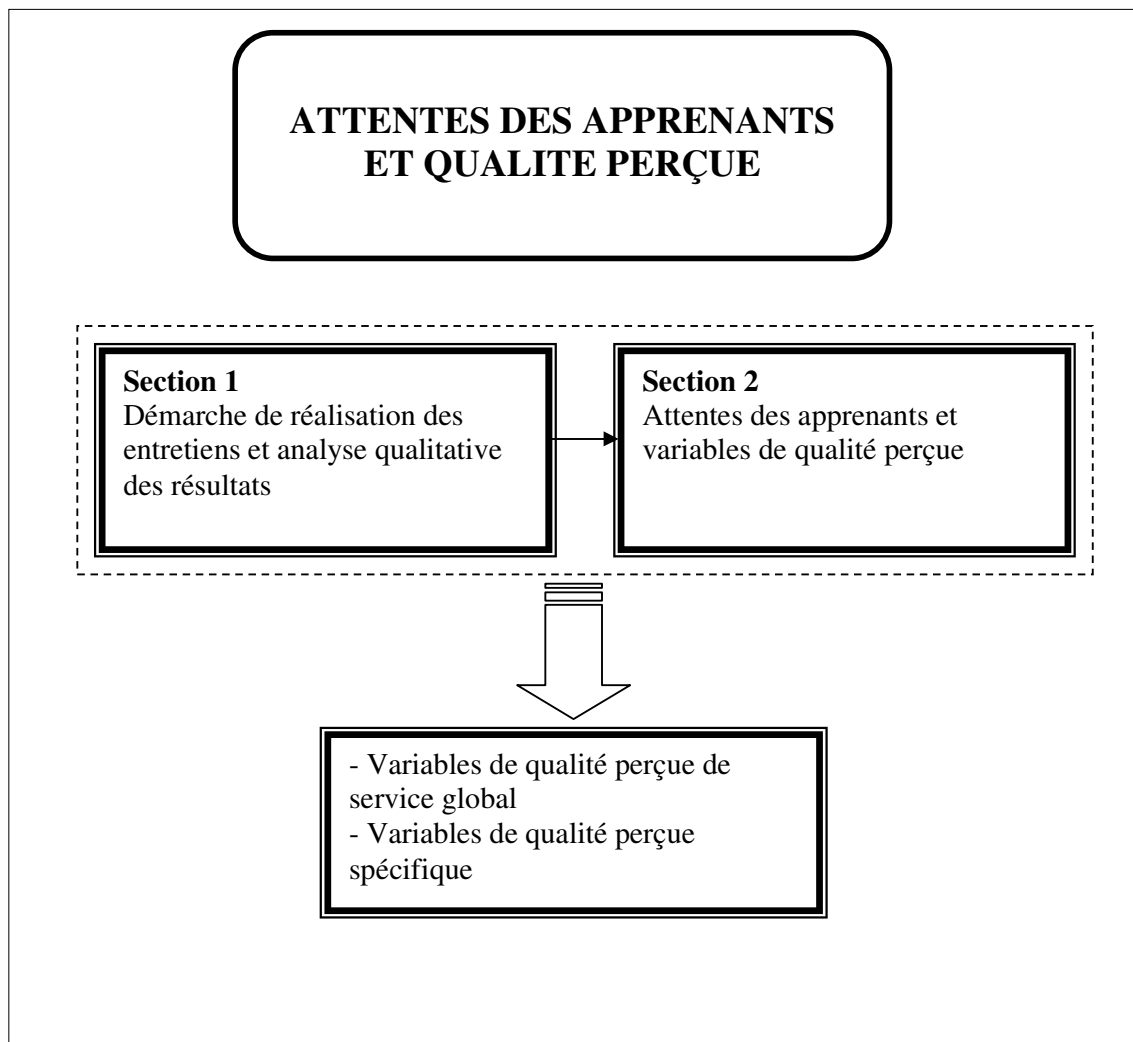 ATTENTES DES APPRENANTS
ET QUALITE PERÇUE
Section 1
Démarche de réalisation des
entretiens et analyse qualitative
des résultats
Section 2
Attentes des apprenants et
variables de qualité perçue
- Variables de qualité perçue de
service global
- Variables de qualité perçue
spécifique